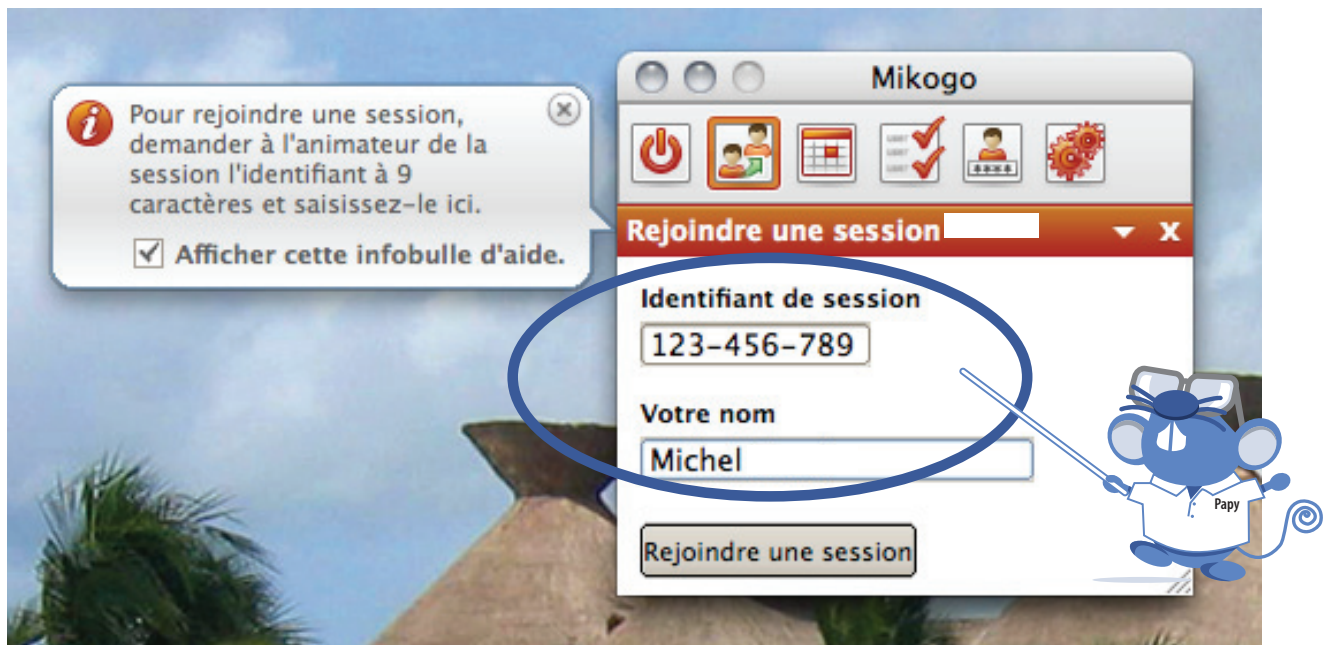 Pour rejoindre une session,
demander à l'animateur de la
session l'identifiant à 9
caractères et saisissez-le ici.
Afficher cette infobulle d'aide.
Mikogo
Rejoindre une session
Identifiant de session
123-456-789
Votre nom
Michel
Rejoindre une session
Papy